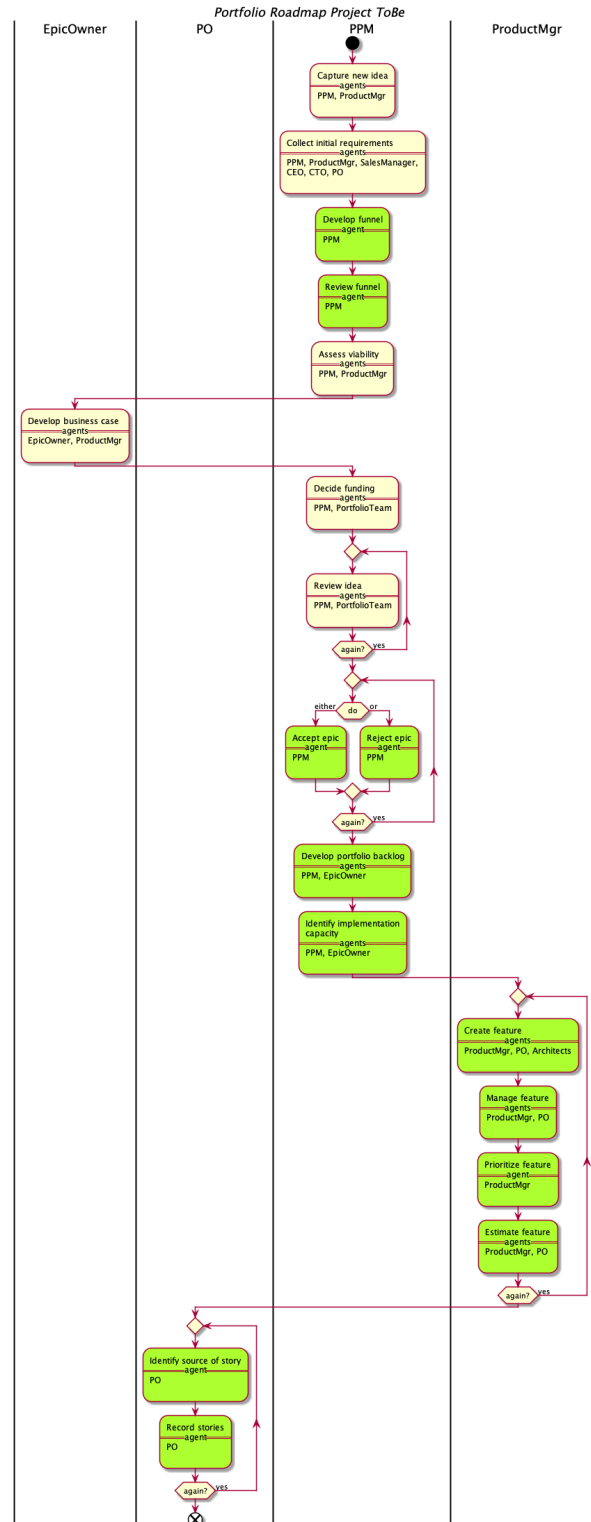 Portfolio Roadmap Project ToBe
EpicOwner
PO
PPM
ProductMgr
Capture new idea
agents
PPM, ProductMgr
Collect initial requirements
agents
PPM, ProductMgr, SalesManager,
CEO, CTO, PO
Develop funnel
agent
PPM
Review funnel
agent
PPM
Assess viability
agents
PPM, ProductMgr
Develop business case
agents
EpicOwner, ProductMgr
Decide funding
agents
PPM, PortfolioTeam
Review idea
agents
PPM, PortfolioTeam
again?
yes
either
do
or
Accept epic
agent
PPM
Reject epic
agent
PPM
again?
yes
Develop portfolio backlog
agents
PPM, EpicOwner
Identify implementation
capacity
agents
PPM, EpicOwner
Create feature
agents
ProductMgr, PO, Architects
Manage feature
agents
ProductMgr, PO
Prioritize feature
agent
ProductMgr
Estimate feature
agents
ProductMgr, PO
again?
yes
Identify source of story
agent
PO
Record stories
agent
PO
again?
yes